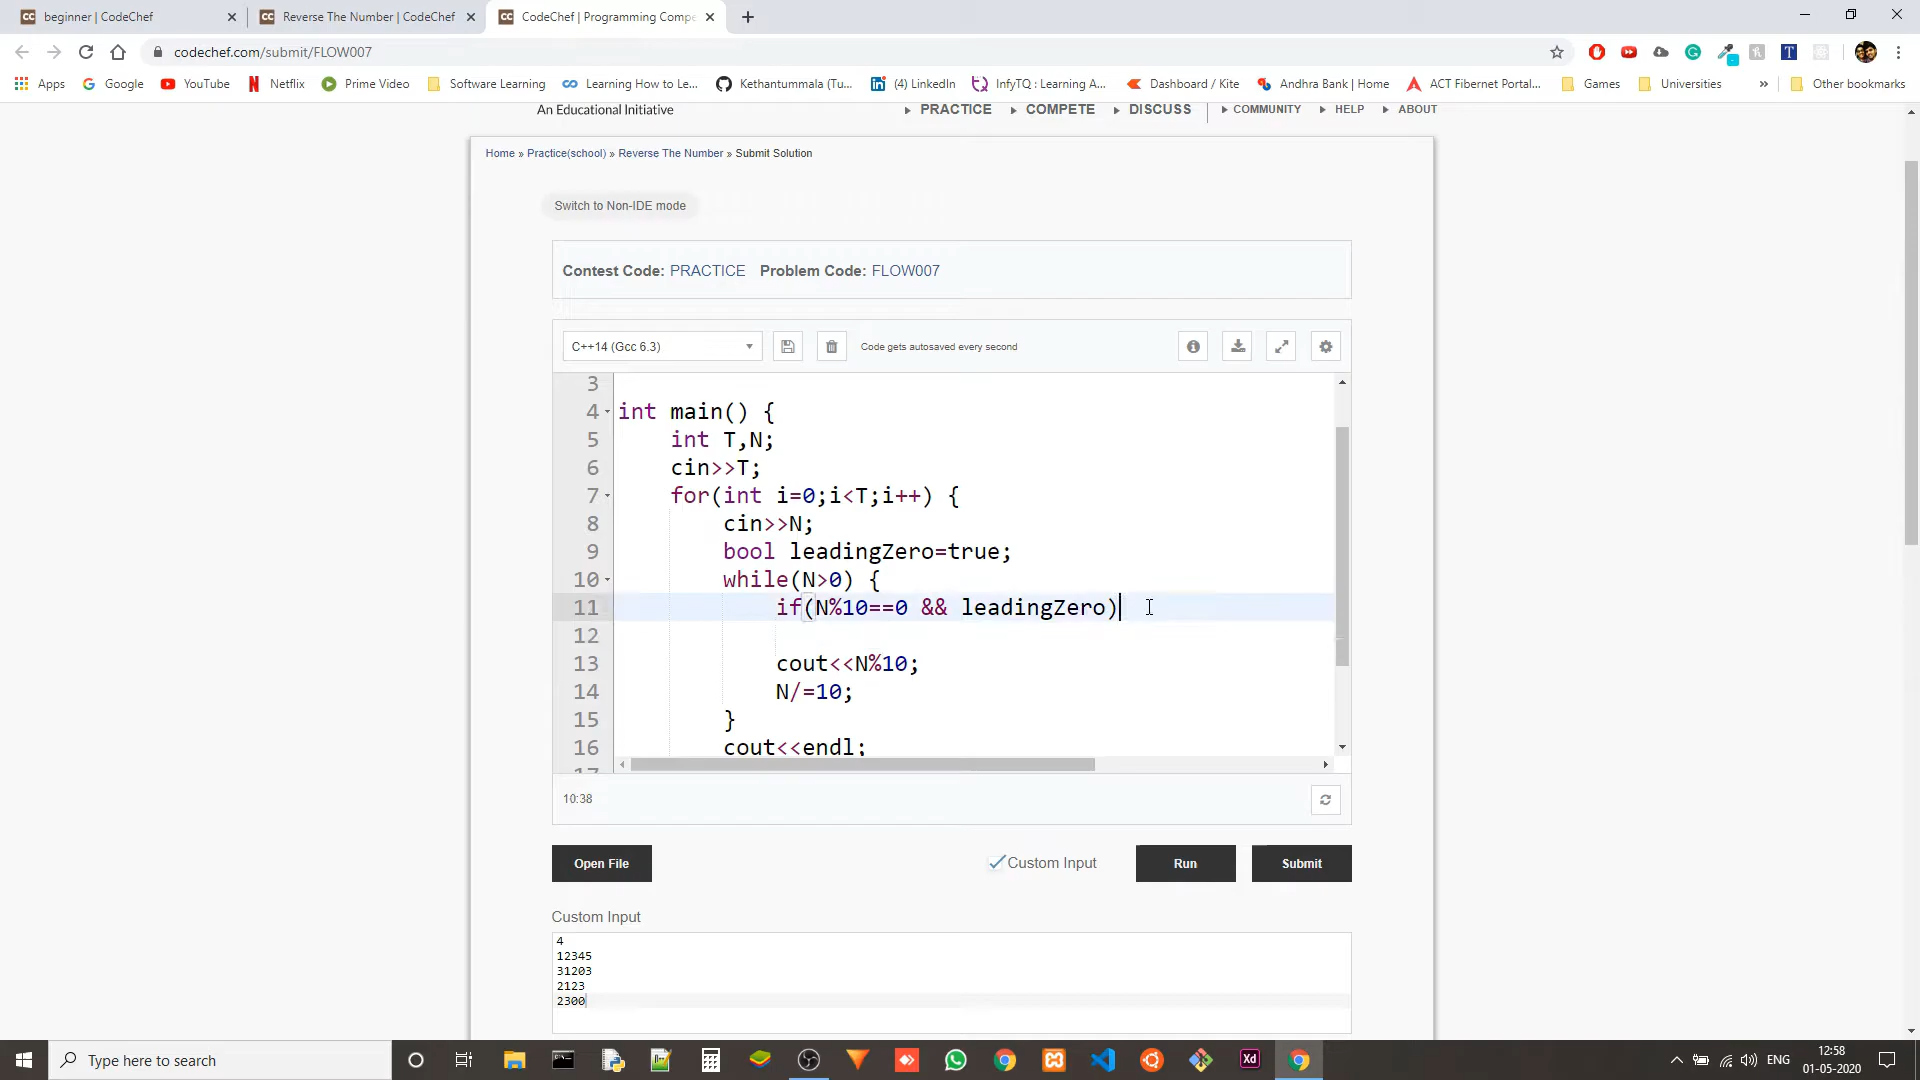 beginner | CodeChef
Reverse The Number | CodeChef
CodeChef | Programming Compe
codechef.com/submit/FLOW007
Apps
Google
YouTube
Netflix
Prime Video
Software Learning
Learning How to Le...
Kethantummala (Tu...
(4) LinkedIn
InfyTQ : Learning A...
Dashboard / Kite
Andhra Bank | Home
ACT Fibernet Portal...
Games
Universities
»
Other bookmarks
An Educational Initiative
PRACTICE
COMPETE
DISCUSS
COMMUNITY
HELP
ABOUT
Home » Practice(school) » Reverse The Number » Submit Solution
Switch to Non-IDE mode
Contest Code: PRACTICE Problem Code: FLOW007
C++14 (Gcc 6.3)
Code gets autosaved every second
3
4 int main() {
5 int T,N;
6 cin>>T;
7 for(int i=0;i<T;i++) {
8 cin>>N;
9 bool leadingZero=true;
10 while(N>0) {
11 if(N%10==0 && leadingZero)
12
13 cout<<N%10;
14 N/=10;
15 }
16 cout<<endl;
17
10:38
Open File
Custom Input
Run
Submit
Custom Input
4
12345
31203
2123
2300
Type here to search
Xd
ENG
12:58
01-05-2020